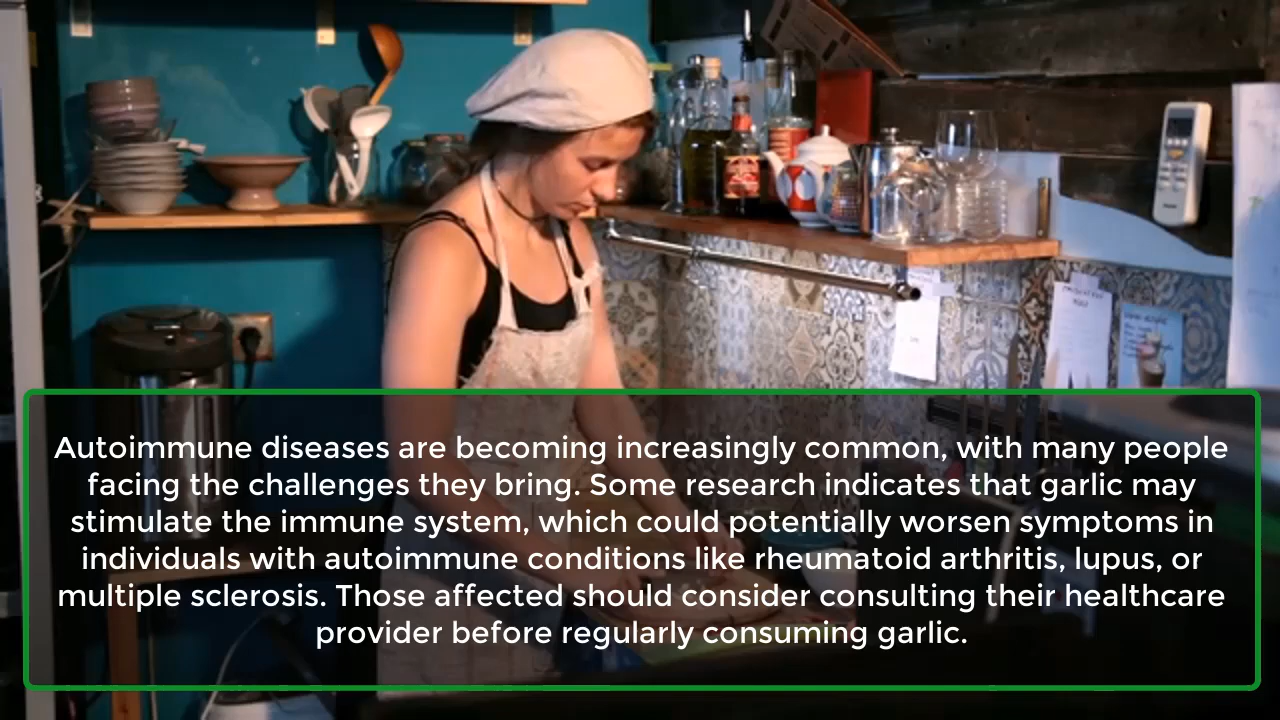 Autoimmune diseases are becoming increasingly common, with many people
facing the challenges they bring. Some research indicates that garlic may
stimulate the immune system, which could potentially worsen symptoms in
individuals with autoimmune conditions like rheumatoid arthritis, lupus, or
multiple sclerosis. Those affected should consider consulting their healthcare
provider before regularly consuming garlic.